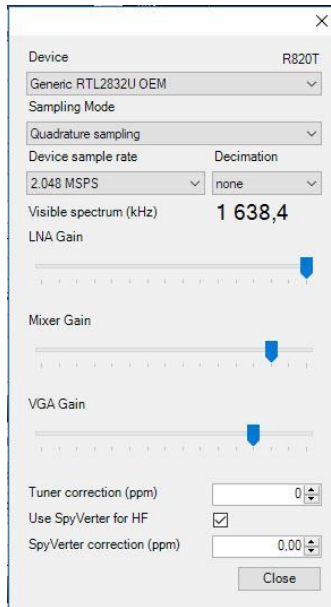 Device R820T
Generic RTL2832U OEM
Sampling Mode
Quadrature sampling
Device sample rate Decimation
2.048 MSPS none
Visible spectrum (kHz) 1 638,4
LNA Gain
Mixer Gain
VGA Gain
Tuner correction (ppm) 0
Use SpyVerter for HF
SpyVerter correction (ppm) 0,00
Close